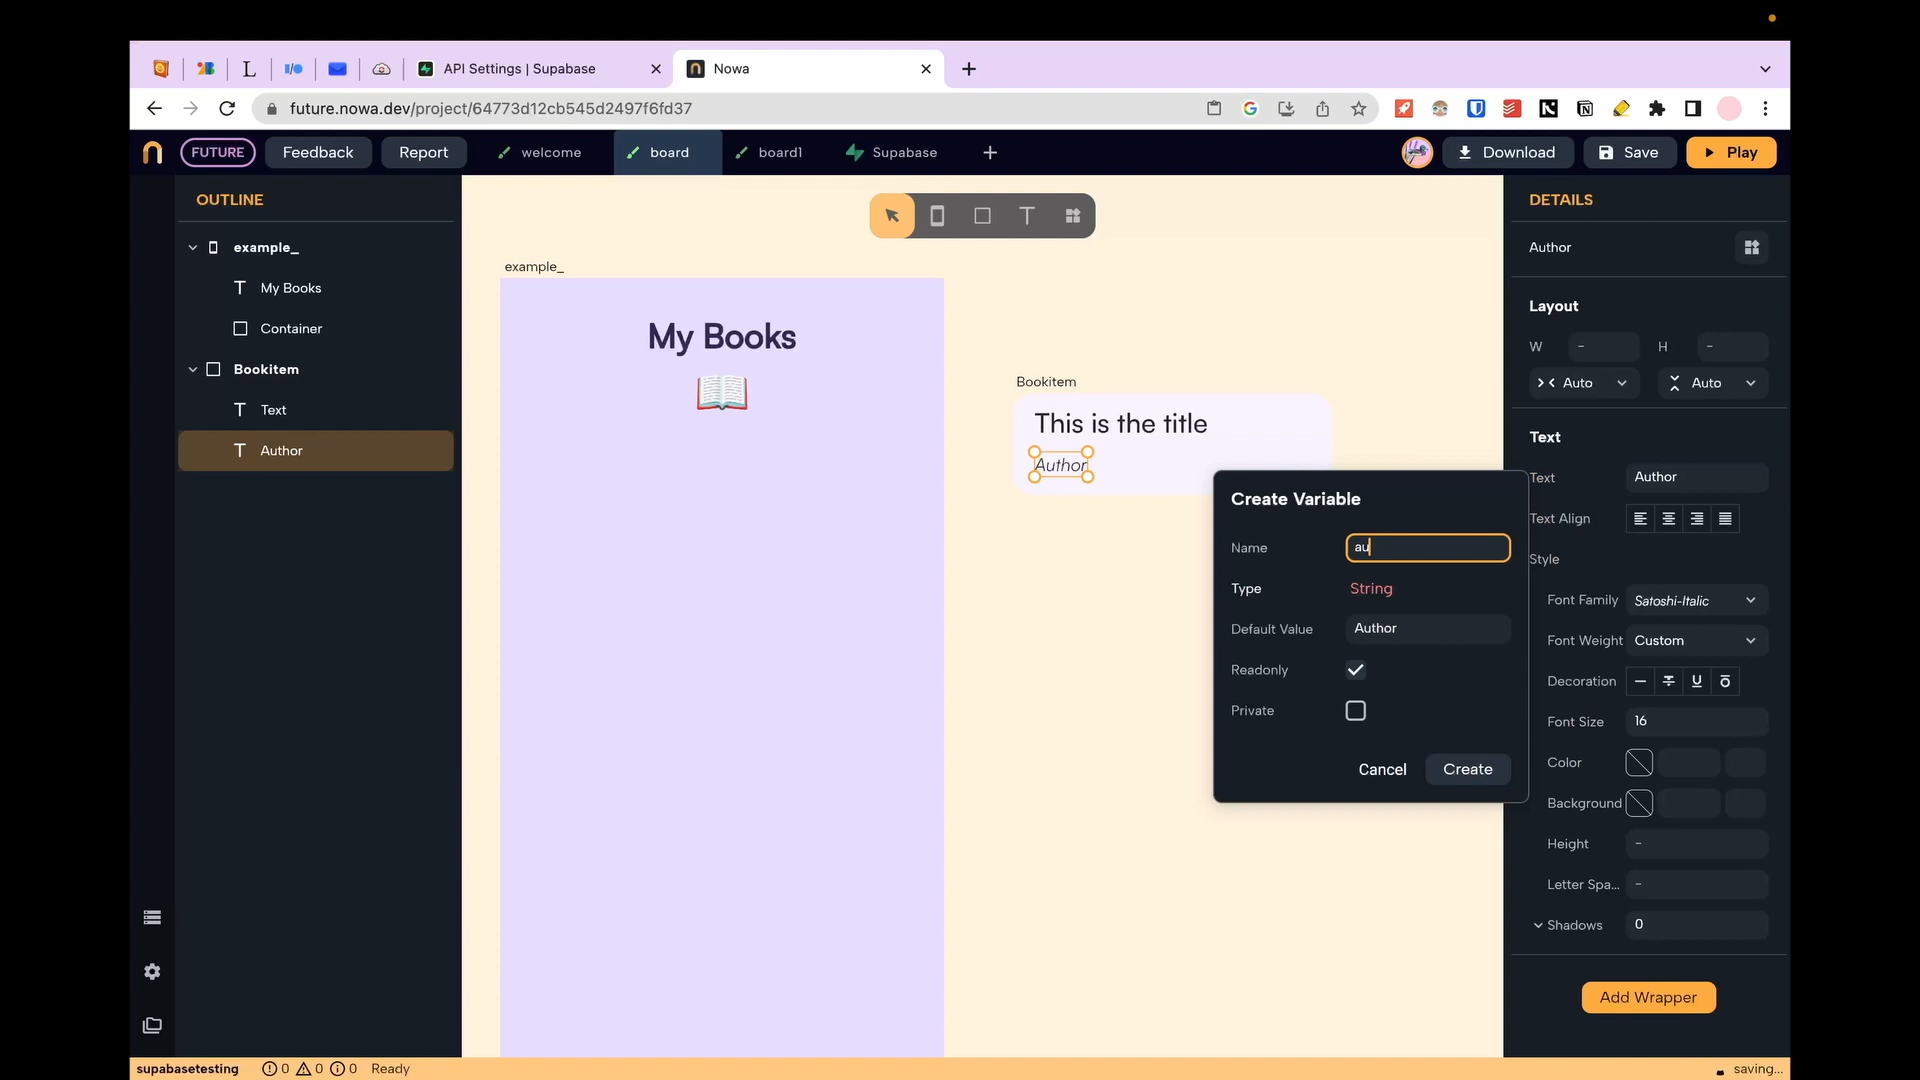 API Settings | Supabase
Nowa
future.nowa.dev/project/64773d12cb545d2497f6fd37
FUTURE
Feedback
Report
welcome
board
board1
Supabase
Download
Save
Play
OUTLINE
example_
My Books
Container
Bookitem
Text
Author
example_
My Books
Bookitem
This is the title
Author
Create Variable
Name
au
Type
String
Default Value
Author
Readonly
Private
Cancel
Create
DETAILS
Author
Layout
W
-
H
-
Auto
Auto
Text
Text
Author
Text Align
Style
Font Family
Satoshi-Italic
Font Weight
Custom
Decoration
Font Size
16
Color
Background
Height
-
Letter Spa...
-
Shadows
0
Add Wrapper
supabasetesting
0
0
0
Ready
saving...